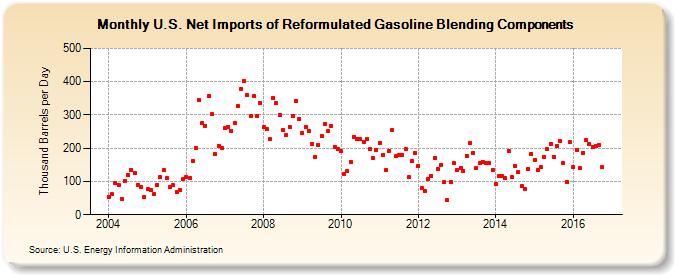 Monthly U.S. Net Imports of Reformulated Gasoline Blending Components
Thousand Barrels per Day
500
400
300
200
100
0
2004 2006 2008 2010 2012 2014 2016
Source: U.S. Energy Information Administration